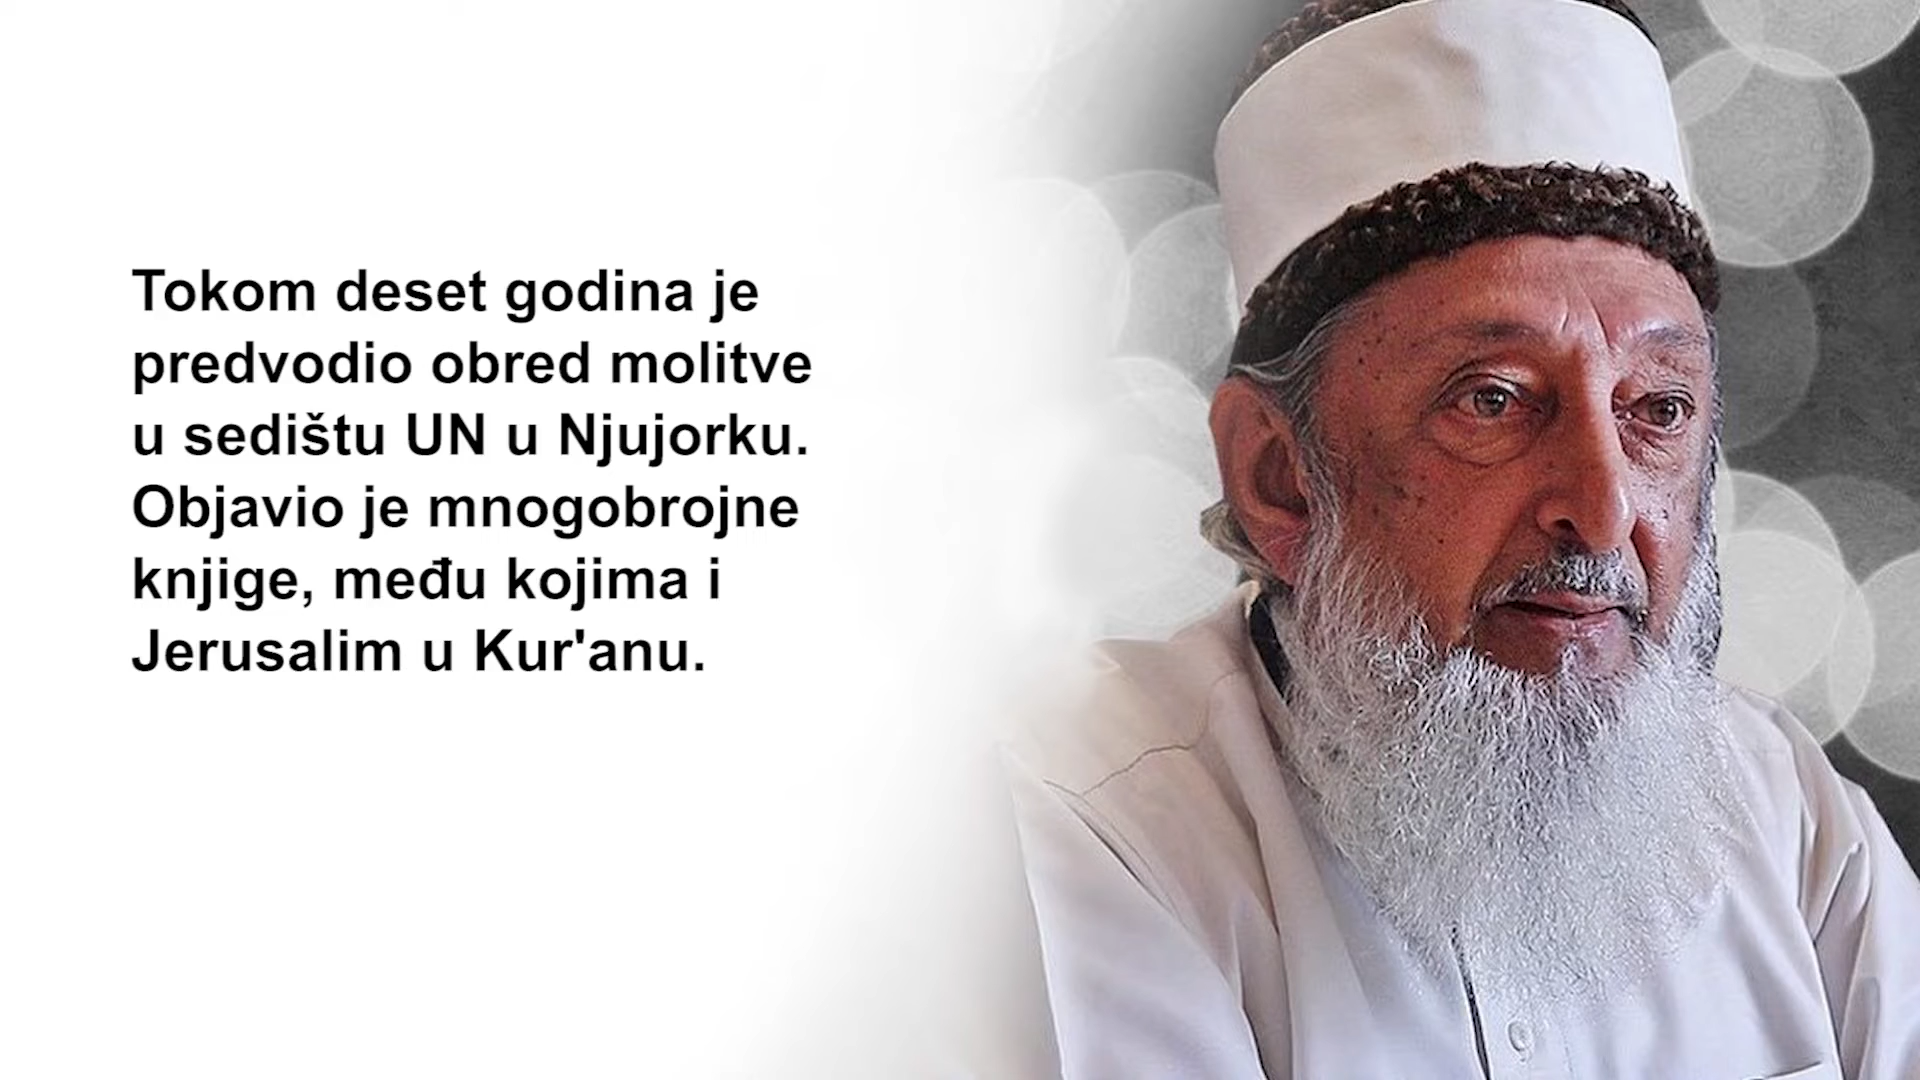 Tokom deset godina je
predvodio obred molitve
u sedištu UN u Njujorku.
Objavio je mnogobrojne
knjige, među kojima i
Jerusalim u Kur'anu.